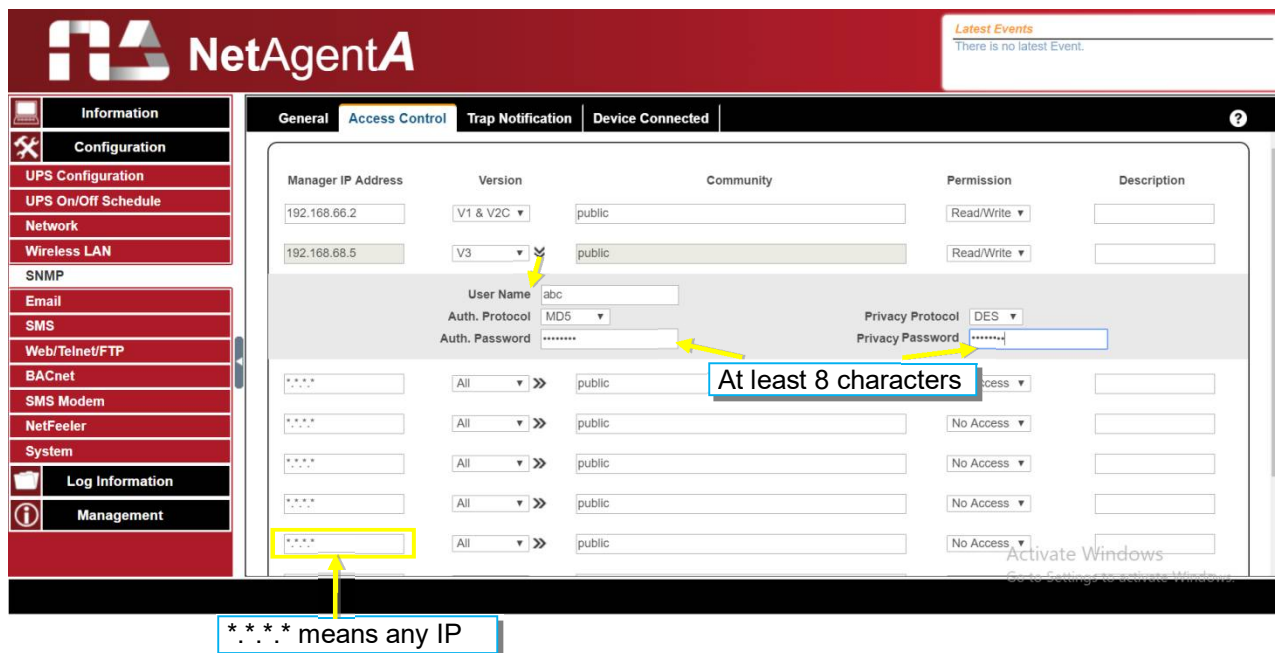 NetAgentA
Latest Events
There is no latest Event.
Information
Configuration
UPS Configuration
UPS On/Off Schedule
Network
Wireless LAN
SNMP
Email
SMS
Web/Telnet/FTP
BACnet
SMS Modem
NetFeeler
System
Log Information
Management
General Access Control Trap Notification Device Connected ?
Manager IP Address Version Community Permission Description
192.168.66.2 V1 & V2C public Read/Write
192.168.68.5 V3 public Read/Write
User Name abc
Auth. Protocol MD5 Privacy Protocol DES
Auth. Password •••••••• Privacy Password ••••••••
At least 8 characters
*.*.*.* All public
*.*.*.* All public No Access
*.*.*.* All public No Access
*.*.*.* All public No Access
*.*.*.* All public No Access
Activate Windows
Go to Settings to activate Windows.
*.*.*.* means any IP